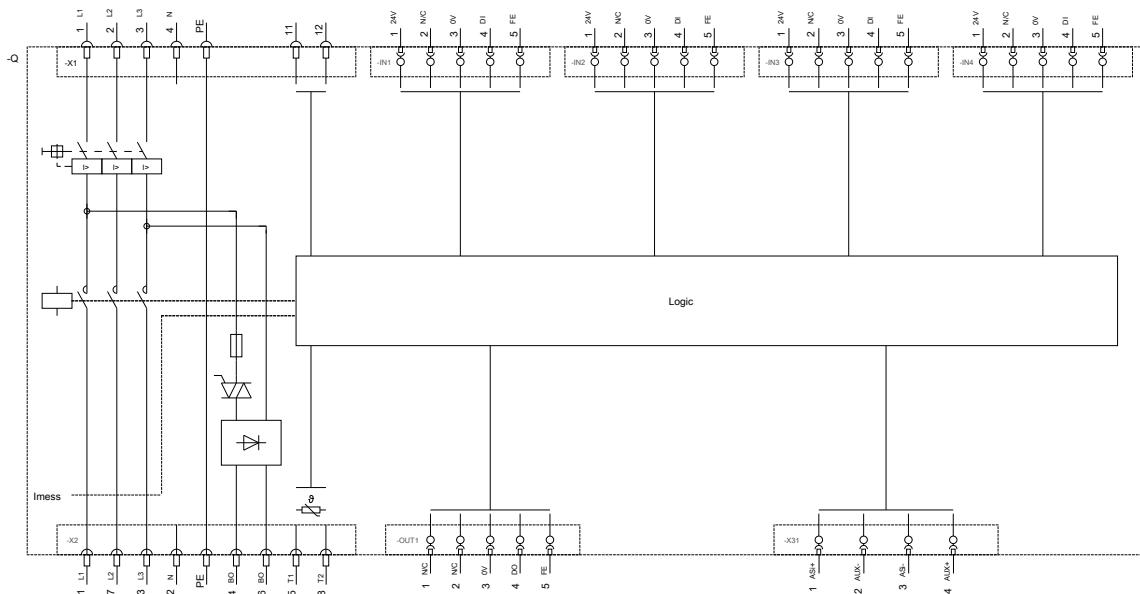 L1 L2 L3 N PE 11 12
1 2 3 4
24V N/C 0V DI FE
1 2 3 4 5
24V N/C 0V DI FE
1 2 3 4 5
24V N/C 0V DI FE
1 2 3 4 5
24V N/C 0V DI FE
1 2 3 4 5
-Q
-X1
-IN1
-IN2
-IN3
-IN4
I> I> I>
Logic
Imess
ϑ
-X2
-OUT1
-X31
L1 L2 L3 N PE BO BO T1 T2
1 7 3 2 4 6 5 8
N/C N/C 0V DO FE
1 2 3 4 5
ASI+ AUX- ASI- AUX+
1 2 3 4